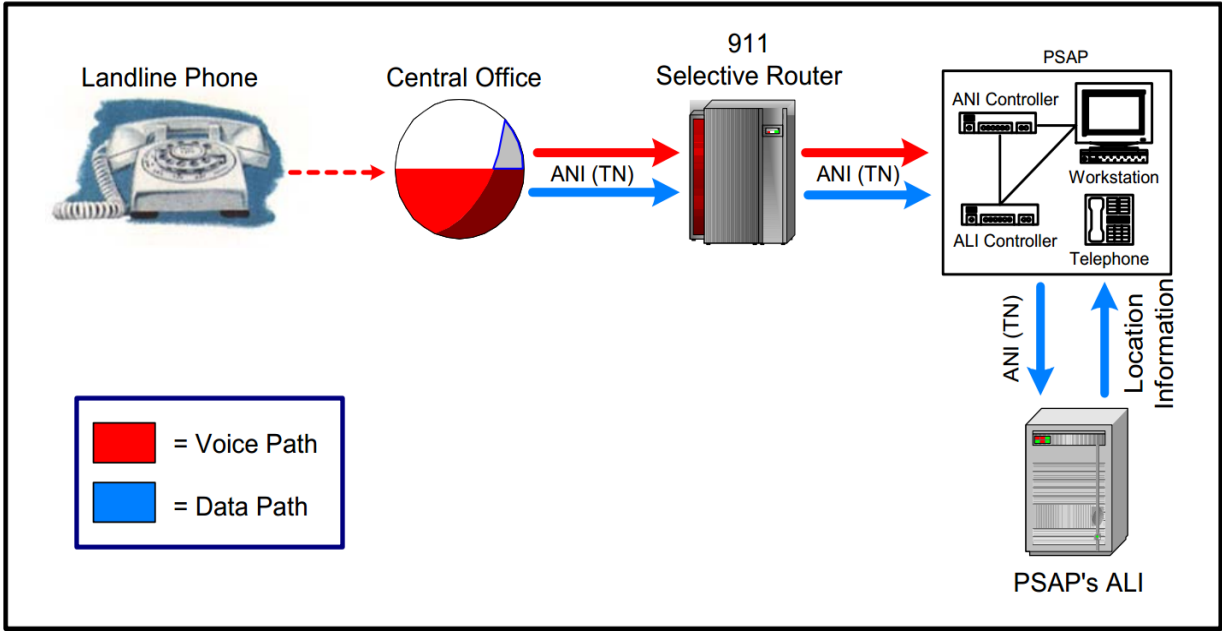 Landline Phone
Central Office
911
Selective Router
PSAP
ANI Controller
Workstation
ALI Controller
Telephone
ANI (TN)
ANI (TN)
ANI (TN)
Location
Information
= Voice Path
= Data Path
PSAP's ALI